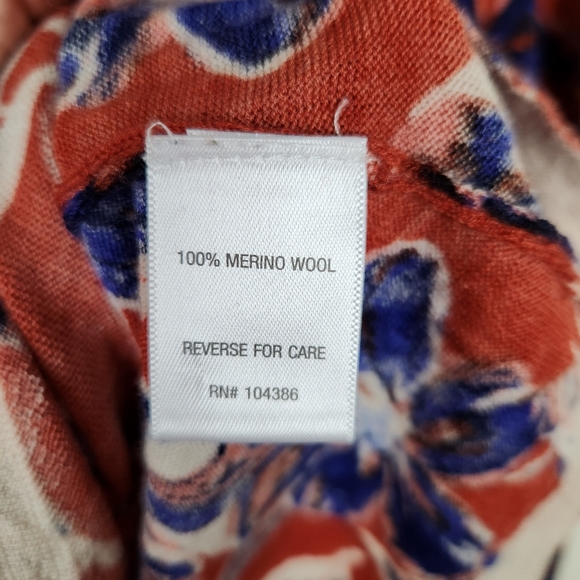 100% MERINO WOOL
REVERSE FOR CARE
RN# 104386